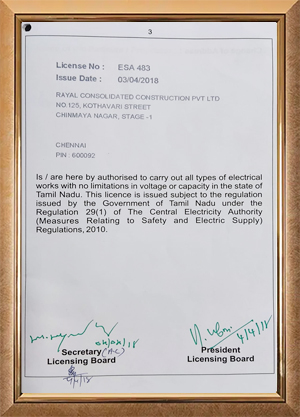 3
License No : ESA 483
Issue Date : 03/04/2018
RAYAL CONSOLIDATED CONSTRUCTION PVT LTD
NO.125, KOTHAVARI STREET
CHINMAYA NAGAR, STAGE -1
CHENNAI
PIN : 600092
Is / are here by authorised to carry out all types of electrical
works with no limitations in voltage or capacity in the state of
Tamil Nadu. This licence is issued subject to the regulation
issued by the Government of Tamil Nadu under the
Regulation 29(1) of The Central Electricity Authority
(Measures Relating to Safety and Electric Supply)
Regulations, 2010.
4/4/18
Secretary
Licensing Board
President
Licensing Board